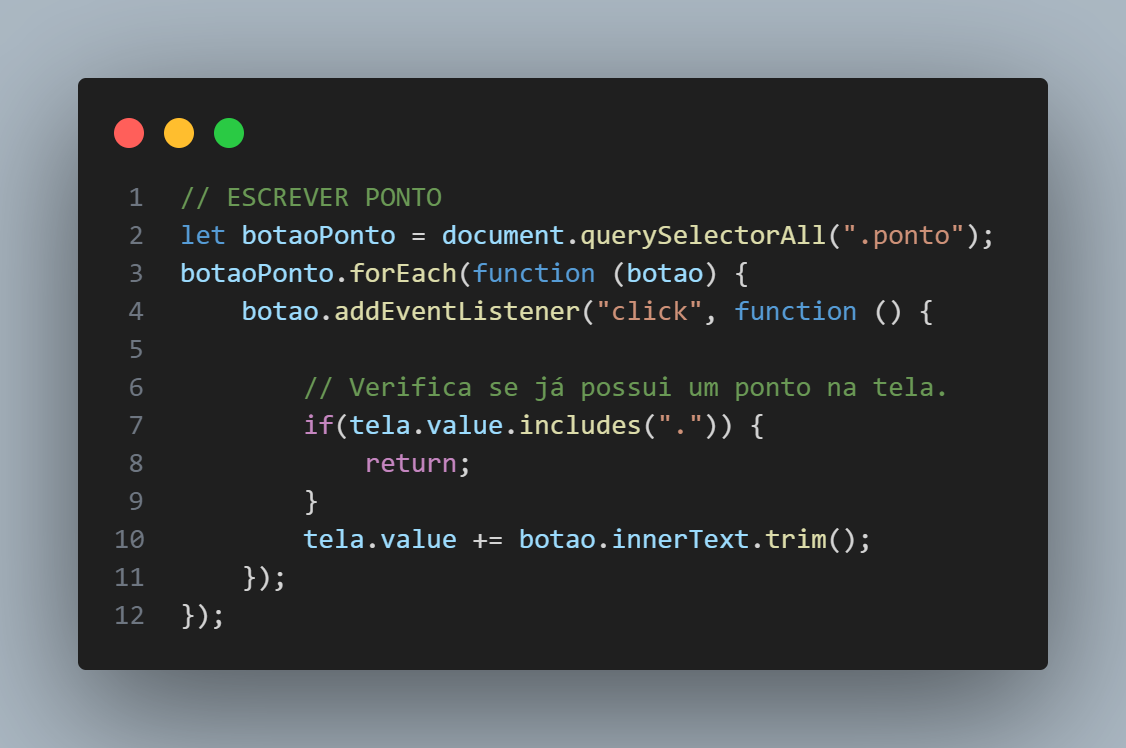 1 // ESCREVER PONTO
2 let botaoPonto = document.querySelectorAll(".ponto");
3 botaoPonto.forEach(function (botao) {
4     botao.addEventListener("click", function () {
5
6         // Verifica se já possui um ponto na tela.
7         if(tela.value.includes(".")) {
8             return;
9         }
10         tela.value += botao.innerText.trim();
11     });
12 });